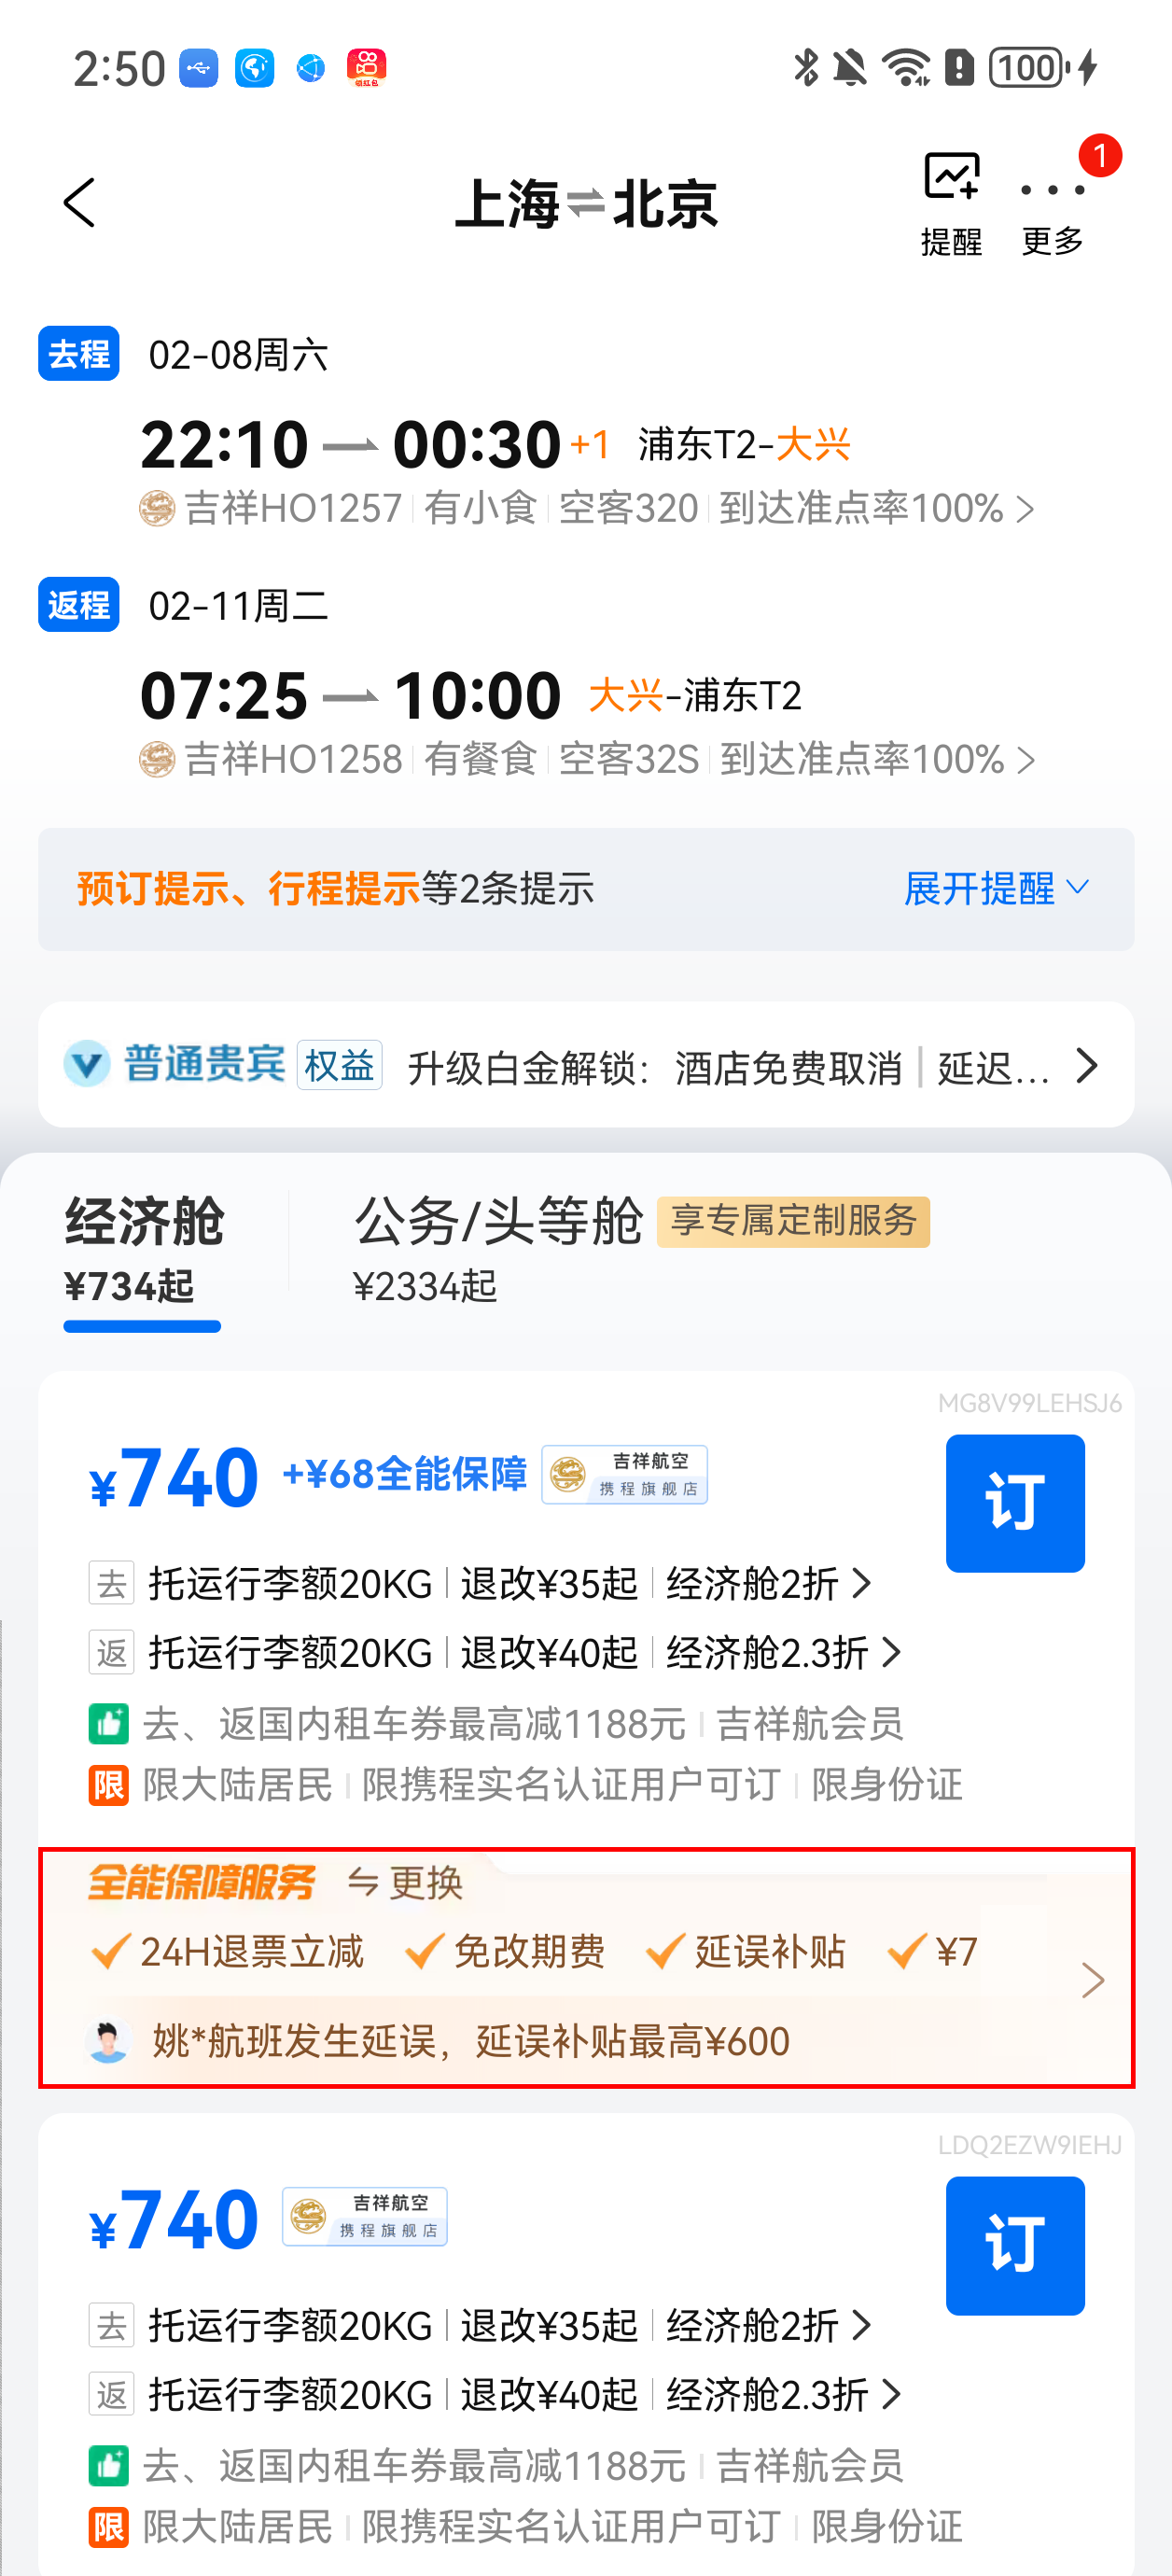 2:50 领红包 100
上海⇌北京 提醒 更多 1
去程 02-08周六
22:10 00:30 +1 浦东T2-大兴
吉祥HO1257 有小食 空客320 到达准点率100%
返程 02-11周二
07:25 10:00 大兴-浦东T2
吉祥HO1258 有餐食 空客32S 到达准点率100%
预订提示、行程提示等2条提示 展开提醒
普通贵宾 权益 升级白金解锁：酒店免费取消 延迟...
经济舱 公务/头等舱 享专属定制服务
¥734起 ¥2334起
MG8V99LEHSJ6
¥740 +¥68全能保障 吉祥航空 携程旗舰店 订
去 托运行李额20KG 退改¥35起 经济舱2折
返 托运行李额20KG 退改¥40起 经济舱2.3折
去、返国内租车券最高减1188元 吉祥航会员
限 限大陆居民 限携程实名认证用户可订 限身份证
全能保障服务 更换
24H退票立减 免改期费 延误补贴 ¥7
姚*航班发生延误，延误补贴最高¥600
LDQ2EZW9IEHJ
¥740 吉祥航空 携程旗舰店 订
去 托运行李额20KG 退改¥35起 经济舱2折
返 托运行李额20KG 退改¥40起 经济舱2.3折
去、返国内租车券最高减1188元 吉祥航会员
限 限大陆居民 限携程实名认证用户可订 限身份证